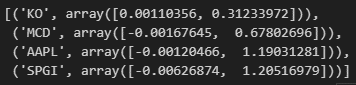 [('KO', array([0.00110356, 0.31233972])),
('MCD', array([-0.00167645, 0.67802696])),
('AAPL', array([-0.00120466, 1.19031281])),
('SPGI', array([-0.00626874, 1.20516979]))]